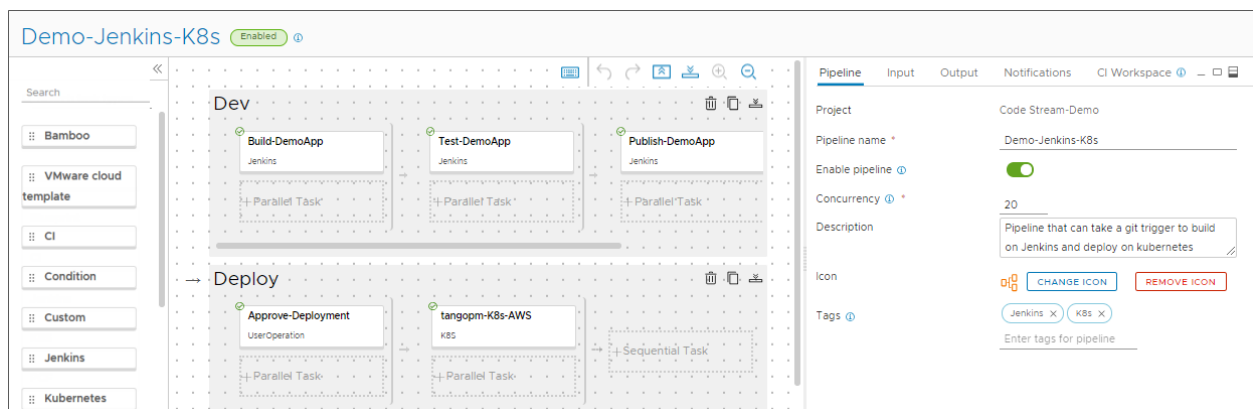 Demo-Jenkins-K8s Enabled
Search
Bamboo
VMware cloud
template
CI
Condition
Custom
Jenkins
Kubernetes
Dev
Build-DemoApp
Jenkins
+ Parallel Task
Test-DemoApp
Jenkins
+ Parallel Task
Publish-DemoApp
Jenkins
+ Parallel Task
Deploy
Approve-Deployment
UserOperation
+ Parallel Task
tangopm-K8s-AWS
K8S
+ Parallel Task
+ Sequential Task
Pipeline Input Output Notifications CI Workspace
Project Code Stream-Demo
Pipeline name * Demo-Jenkins-K8s
Enable pipeline
Concurrency * 20
Description Pipeline that can take a git trigger to build
on Jenkins and deploy on kubernetes
Icon CHANGE ICON REMOVE ICON
Tags Jenkins X K8s X
Enter tags for pipeline